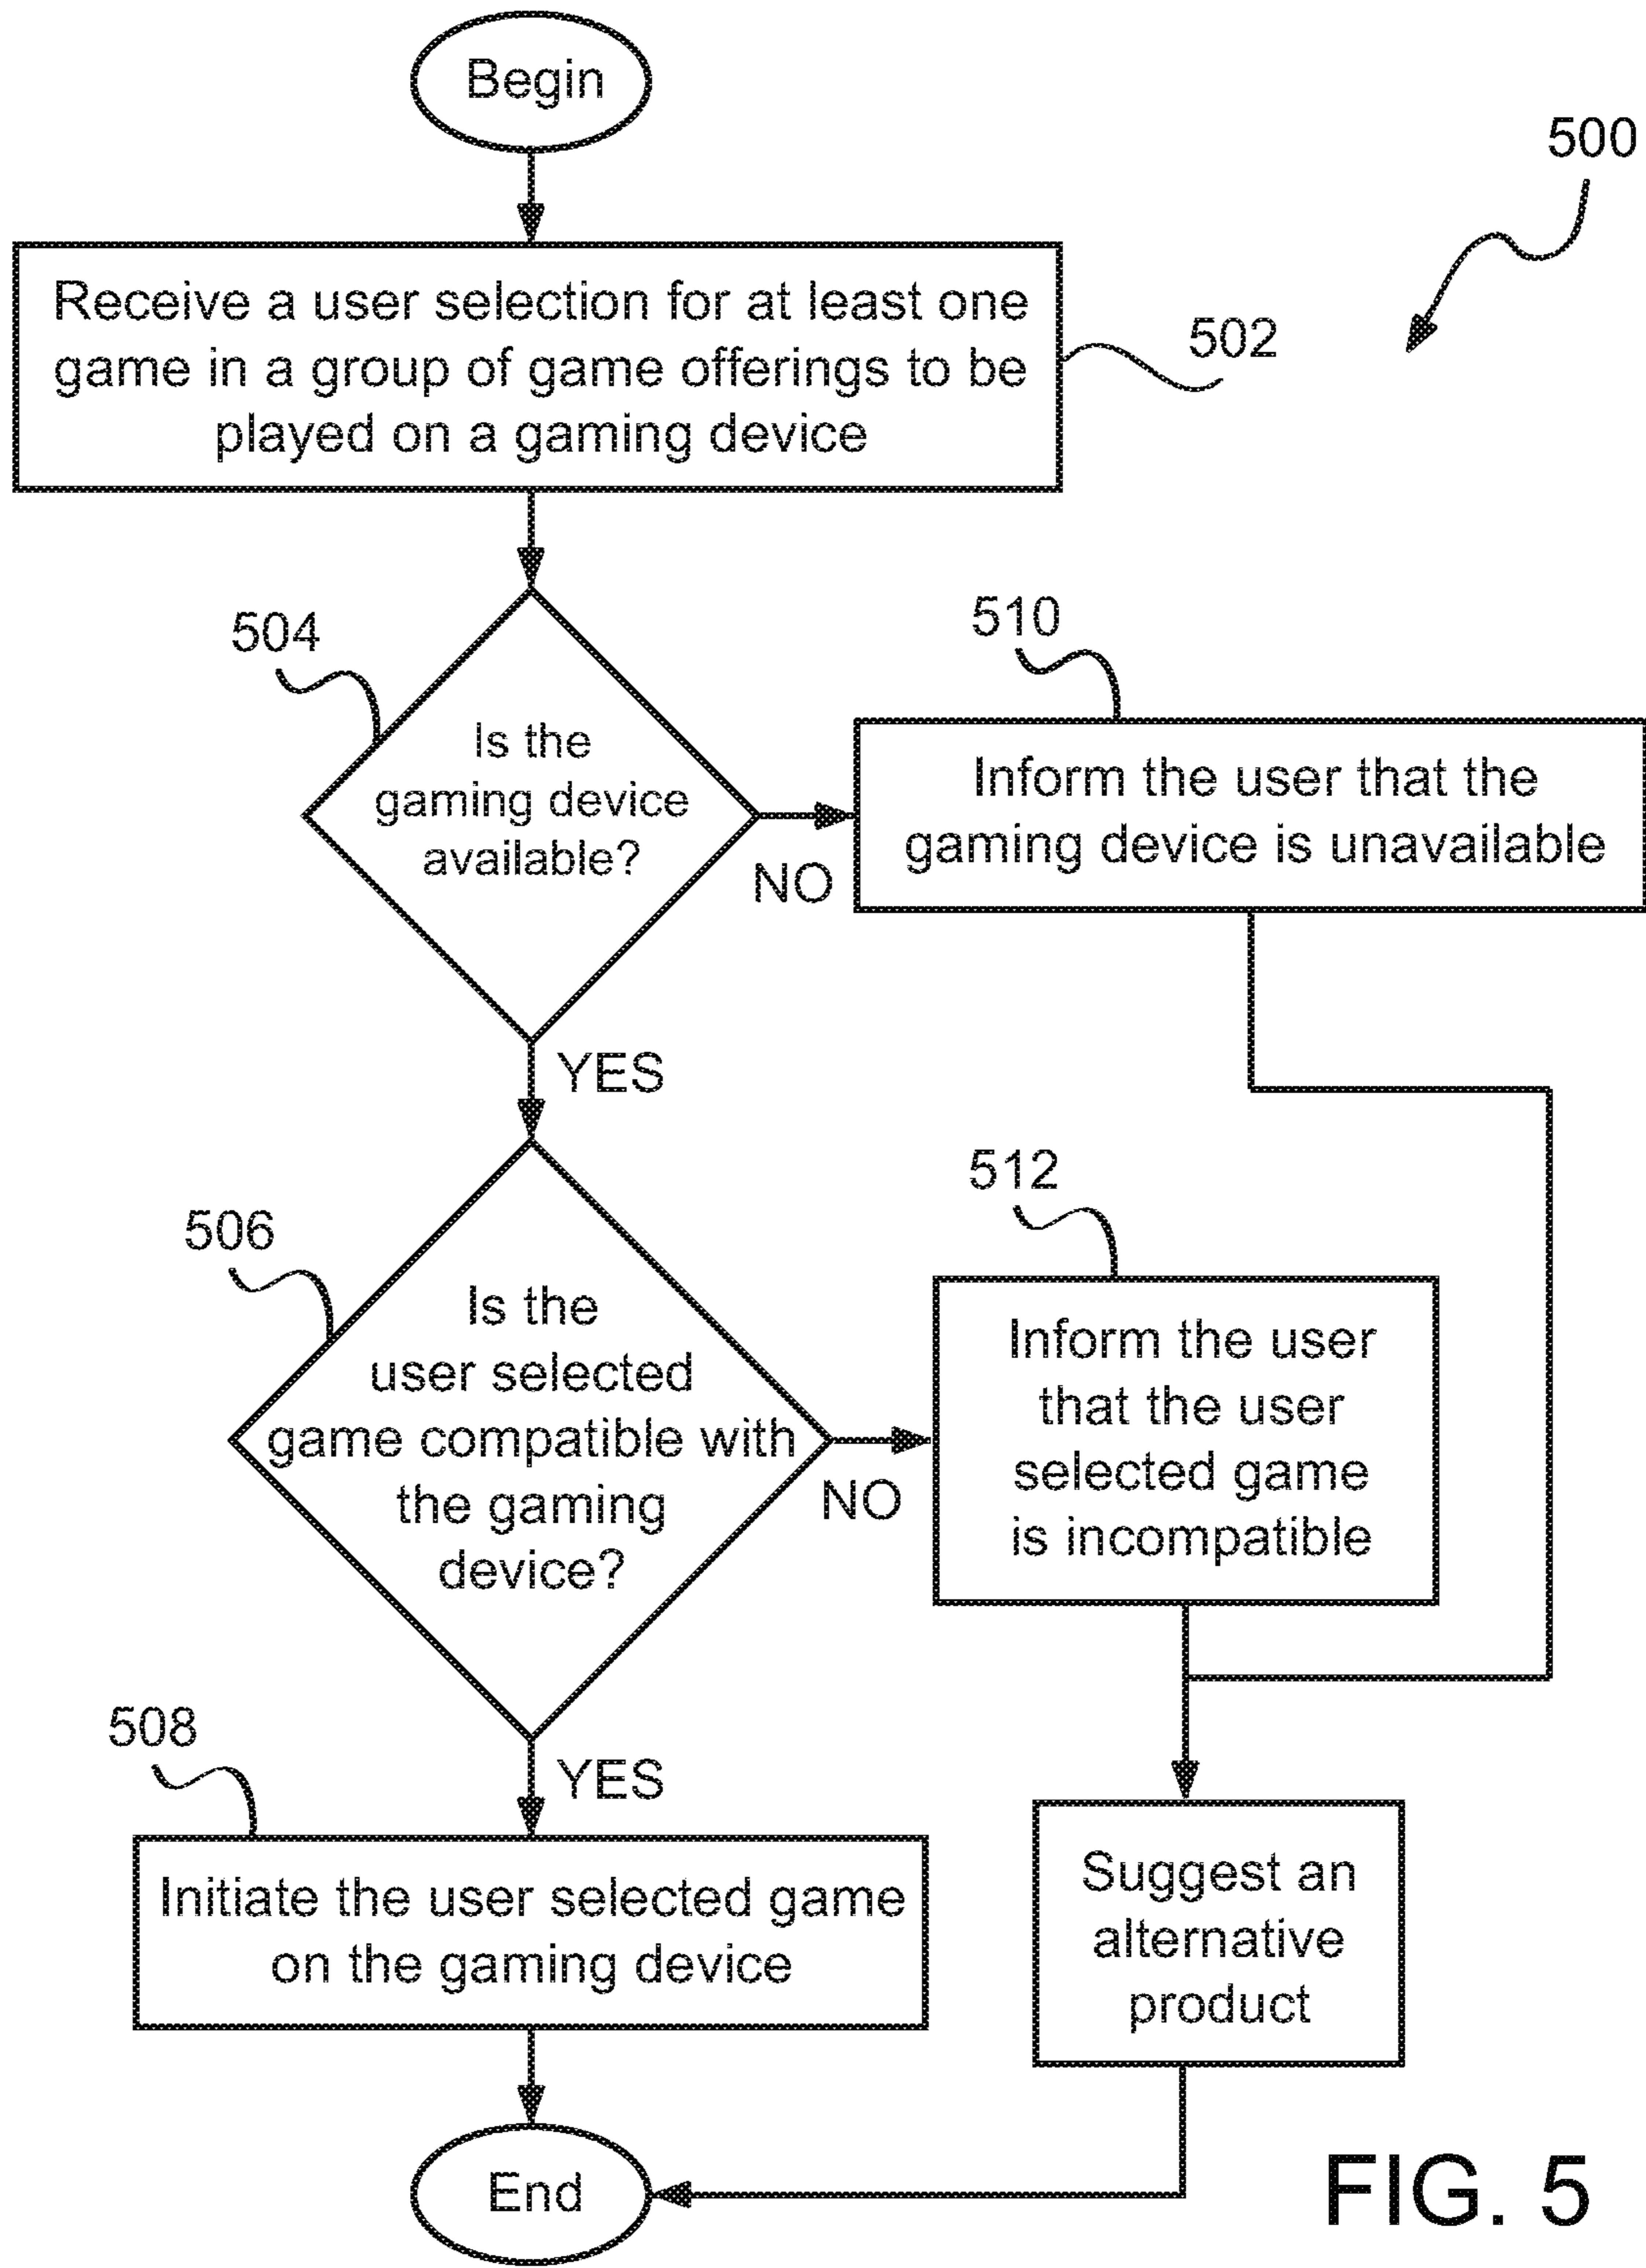 Begin
500
Receive a user selection for at least one
game in a group of game offerings to be
played on a gaming device
502
504
Is the
gaming device
available?
NO
510
Inform the user that the
gaming device is unavailable
YES
506
Is the
user selected
game compatible with
the gaming
device?
NO
512
Inform the user
that the user
selected game
is incompatible
YES
508
Initiate the user selected game
on the gaming device
Suggest an
alternative
product
End
FIG. 5